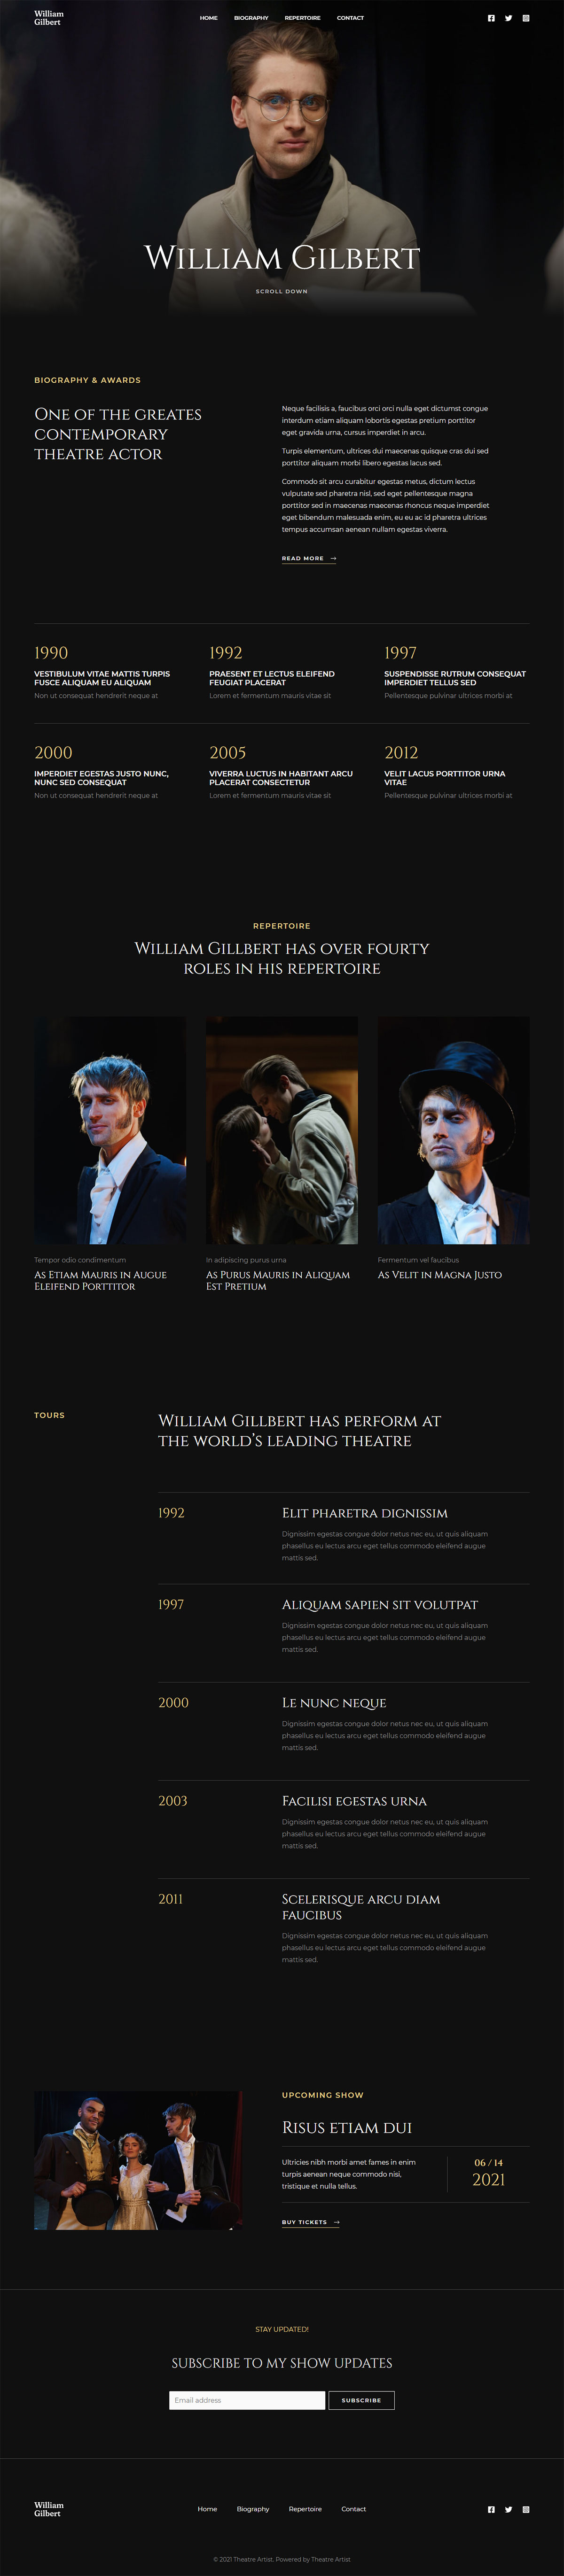 William
Gilbert
HOME
BIOGRAPHY
REPERTOIRE
CONTACT
William Gilbert
SCROLL DOWN
BIOGRAPHY & AWARDS
One of the greates
contemporary
theatre actor
Neque facilisis a, faucibus orci orci nulla eget dictumst congue
interdum etiam aliquam lobortis egestas pretium porttitor
eget gravida urna, cursus imperdiet in arcu.
Turpis elementum, ultrices dui maecenas quisque cras dui sed
porttitor aliquam morbi libero egestas lacus sed.
Commodo sit arcu curabitur egestas metus, dictum lectus
vulputate sed pharetra nisl, sed eget pellentesque magna
porttitor sed in maecenas maecenas rhoncus neque imperdiet
eget bibendum malesuada enim, eu eu ac id pharetra ultrices
tempus accumsan aenean nullam egestas viverra.
READ MORE →
1990
VESTIBULUM VITAE MATTIS TURPIS
FUSCE ALIQUAM EU ALIQUAM
Non ut consequat hendrerit neque at
1992
PRAESENT ET LECTUS ELEIFEND
FEUGIAT PLACERAT
Lorem et fermentum mauris vitae sit
1997
SUSPENDISSE RUTRUM CONSEQUAT
IMPERDIET TELLUS SED
Pellentesque pulvinar ultrices morbi at
2000
IMPERDIET EGESTAS JUSTO NUNC,
NUNC SED CONSEQUAT
Non ut consequat hendrerit neque at
2005
VIVERRA LUCTUS IN HABITANT ARCU
PLACERAT CONSECTETUR
Lorem et fermentum mauris vitae sit
2012
VELIT LACUS PORTTITOR URNA
VITAE
Pellentesque pulvinar ultrices morbi at
REPERTOIRE
William Gillbert has over fourty
roles in his repertoire
Tempor odio condimentum
As Etiam Mauris in Augue
Eleifend Porttitor
In adipiscing purus urna
As Purus Mauris in Aliquam
Est Pretium
Fermentum vel faucibus
As Velit in Magna Justo
TOURS
William Gillbert has perform at
the world’s leading theatre
1992
Elit pharetra dignissim
Dignissim egestas congue dolor netus nec eu, ut quis aliquam
phasellus eu lectus arcu eget tellus commodo eleifend augue
mattis sed.
1997
Aliquam sapien sit volutpat
Dignissim egestas congue dolor netus nec eu, ut quis aliquam
phasellus eu lectus arcu eget tellus commodo eleifend augue
mattis sed.
2000
Le nunc neque
Dignissim egestas congue dolor netus nec eu, ut quis aliquam
phasellus eu lectus arcu eget tellus commodo eleifend augue
mattis sed.
2003
Facilisi egestas urna
Dignissim egestas congue dolor netus nec eu, ut quis aliquam
phasellus eu lectus arcu eget tellus commodo eleifend augue
mattis sed.
2011
Scelerisque arcu diam
faucibus
Dignissim egestas congue dolor netus nec eu, ut quis aliquam
phasellus eu lectus arcu eget tellus commodo eleifend augue
mattis sed.
UPCOMING SHOW
Risus etiam dui
Ultricies nibh morbi amet fames in enim
turpis aenean neque commodo nisi,
tristique et nulla tellus.
06 / 14
2021
BUY TICKETS →
STAY UPDATED!
SUBSCRIBE TO MY SHOW UPDATES
Email address
SUBSCRIBE
William
Gilbert
Home
Biography
Repertoire
Contact
© 2021 Theatre Artist. Powered by Theatre Artist